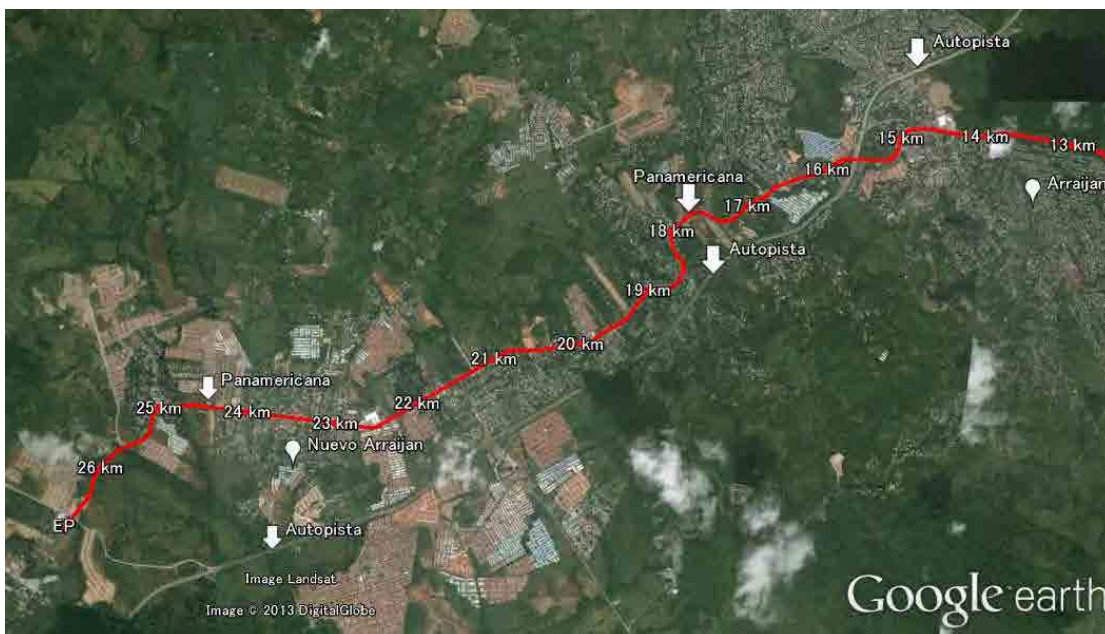 Autopista
15 km
14 km
13 km
16 km
Panamericana
Arraijan
17 km
18 km
Autopista
19 km
20 km
21 km
Panamericana
22 km
25 km
24 km
23 km
Nuevo Arraijan
26 km
EP
Autopista
Image Landsat
Image © 2013 DigitalGlobe
Google earth